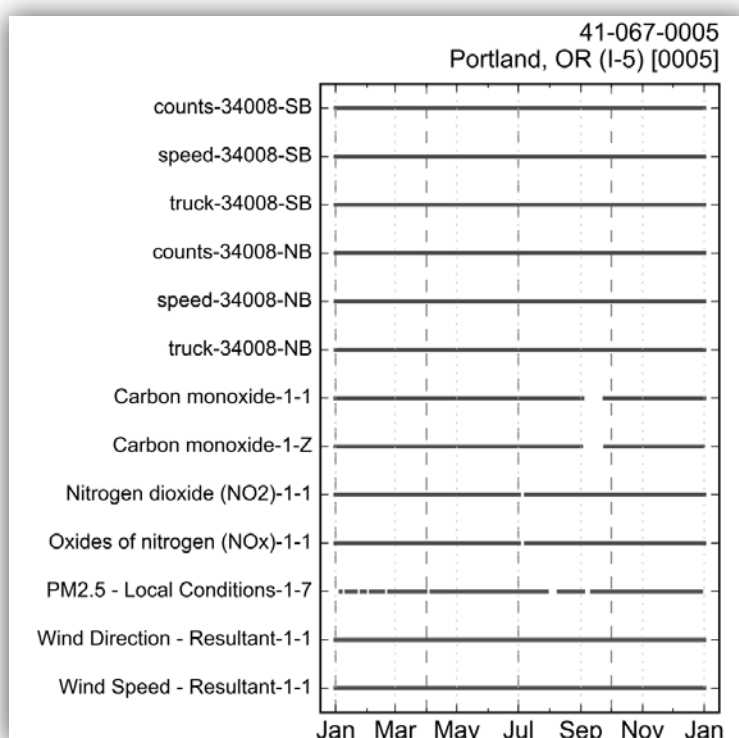 41-067-0005
Portland, OR (I-5) [0005]
counts-34008-SB
speed-34008-SB
truck-34008-SB
counts-34008-NB
speed-34008-NB
truck-34008-NB
Carbon monoxide-1-1
Carbon monoxide-1-Z
Nitrogen dioxide (NO2)-1-1
Oxides of nitrogen (NOx)-1-1
PM2.5 - Local Conditions-1-7
Wind Direction - Resultant-1-1
Wind Speed - Resultant-1-1
Jan Mar May Jul Sep Nov Jan